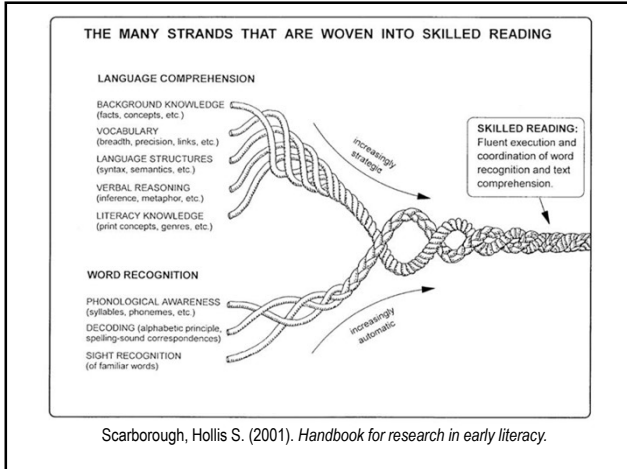 THE MANY STRANDS THAT ARE WOVEN INTO SKILLED READING
LANGUAGE COMPREHENSION
BACKGROUND KNOWLEDGE
(facts, concepts, etc.)
VOCABULARY
(breadth, precision, links, etc.)
LANGUAGE STRUCTURES
(syntax, semantics, etc.)
VERBAL REASONING
(inference, metaphor, etc.)
LITERACY KNOWLEDGE
(print concepts, genres, etc.)
increasingly
strategic
SKILLED READING:
Fluent execution and
coordination of word
recognition and text
comprehension.
WORD RECOGNITION
PHONOLOGICAL AWARENESS
(syllables, phonemes, etc.)
DECODING (alphabetic principle,
spelling-sound correspondences)
SIGHT RECOGNITION
(of familiar words)
increasingly
automatic
Scarborough, Hollis S. (2001). Handbook for research in early literacy.